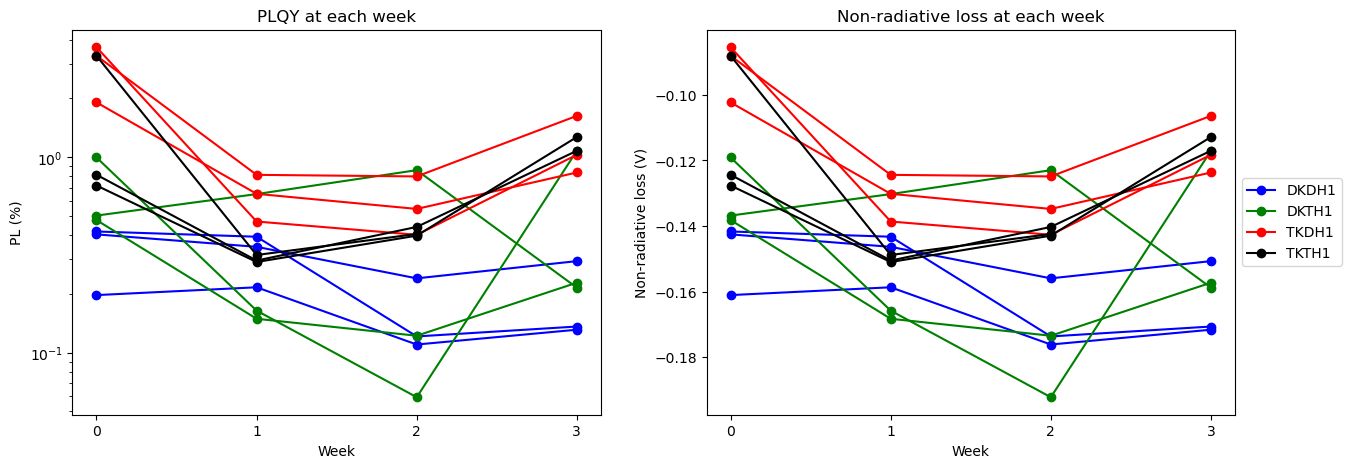 PLQY at each week
PL (%)
10⁰
10⁻¹
0 1 2 3
Week
Non-radiative loss at each week
Non-radiative loss (V)
−0.10
−0.12
−0.14
−0.16
−0.18
0 1 2 3
Week
DKDH1
DKTH1
TKDH1
TKTH1